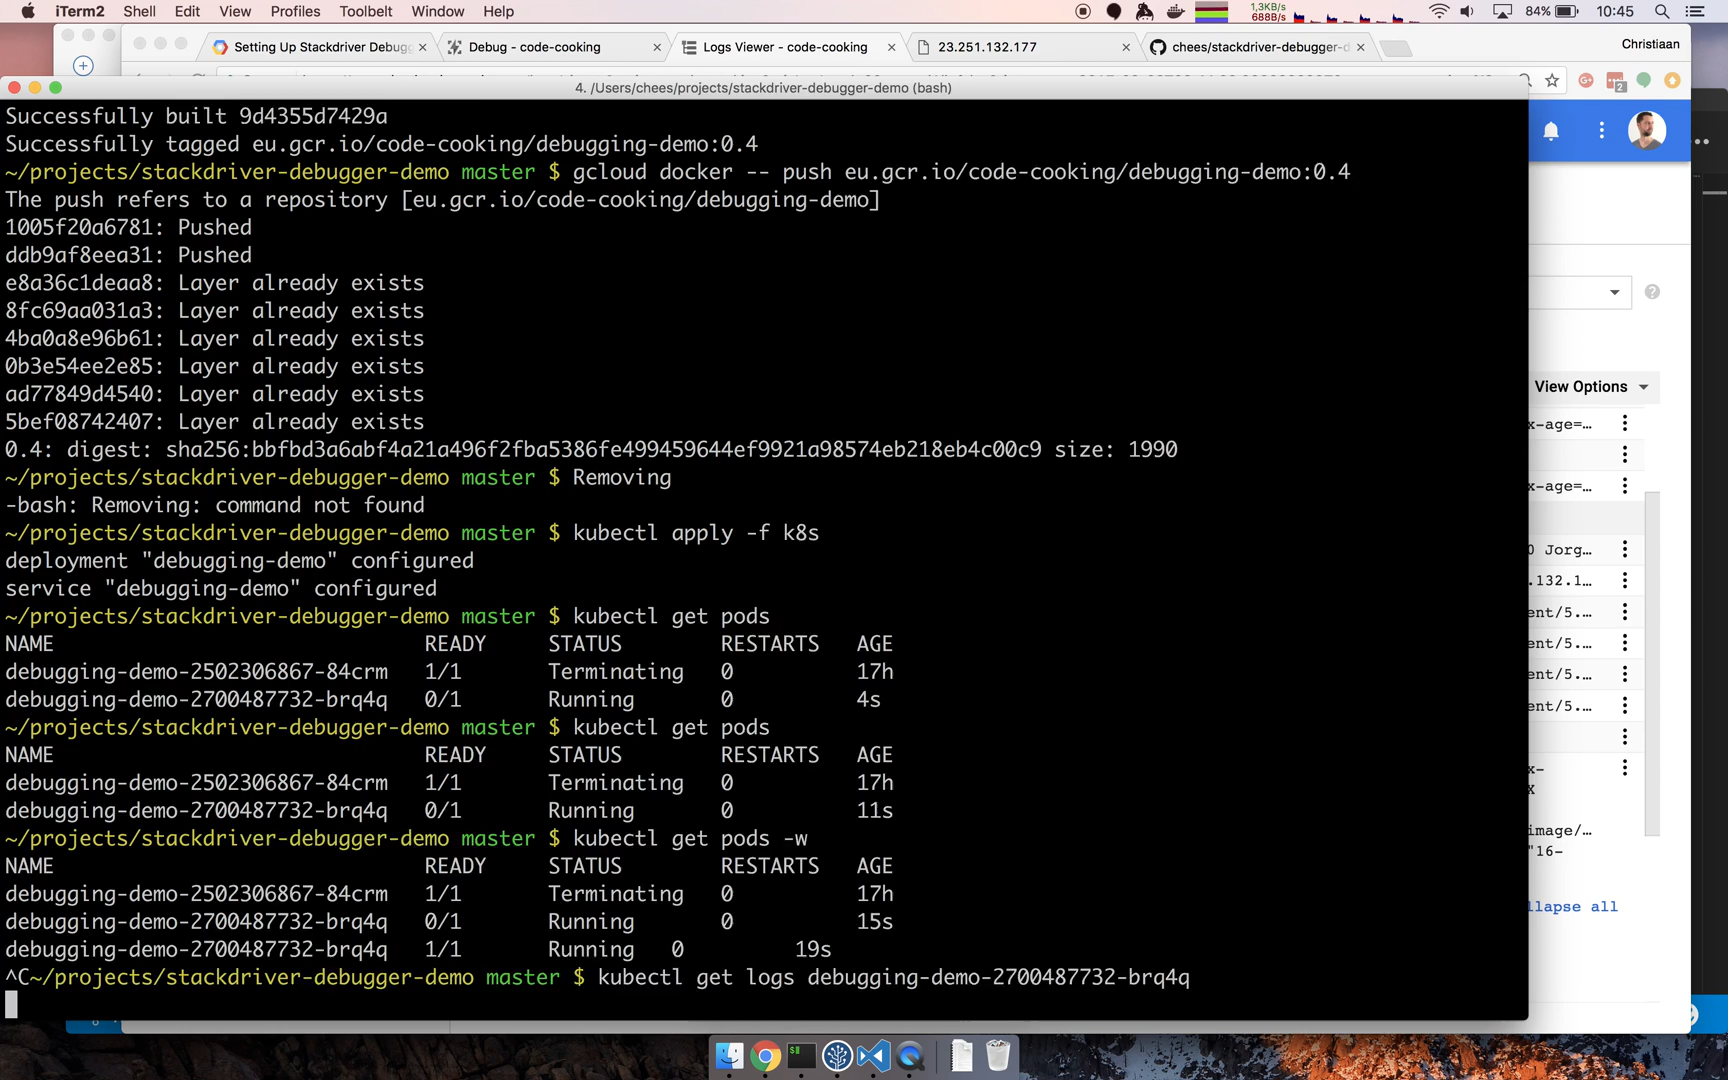 iTerm2 Shell Edit View Profiles Toolbelt Window Help
1,3KB/s
688B/s
84% 10:45
Setting Up Stackdriver Debugg
Debug - code-cooking
Logs Viewer - code-cooking
23.251.132.177
chees/stackdriver-debugger-d
Christiaan
4. /Users/chees/projects/stackdriver-debugger-demo (bash)
2
Successfully built 9d4355d7429a
Successfully tagged eu.gcr.io/code-cooking/debugging-demo:0.4
~/projects/stackdriver-debugger-demo master $ gcloud docker -- push eu.gcr.io/code-cooking/debugging-demo:0.4
The push refers to a repository [eu.gcr.io/code-cooking/debugging-demo]
1005f20a6781: Pushed
ddb9af8eea31: Pushed
e8a36c1deaa8: Layer already exists
8fc69aa031a3: Layer already exists
4ba0a8e96b61: Layer already exists
0b3e54ee2e85: Layer already exists
ad77849d4540: Layer already exists
5bef08742407: Layer already exists
0.4: digest: sha256:bbfbd3a6abf4a21a496f2fba5386fe499459644ef9921a98574eb218eb4c00c9 size: 1990
~/projects/stackdriver-debugger-demo master $ Removing
-bash: Removing: command not found
~/projects/stackdriver-debugger-demo master $ kubectl apply -f k8s
deployment "debugging-demo" configured
service "debugging-demo" configured
~/projects/stackdriver-debugger-demo master $ kubectl get pods
NAME READY STATUS RESTARTS AGE
debugging-demo-2502306867-84crm 1/1 Terminating 0 17h
debugging-demo-2700487732-brq4q 0/1 Running 0 4s
~/projects/stackdriver-debugger-demo master $ kubectl get pods
NAME READY STATUS RESTARTS AGE
debugging-demo-2502306867-84crm 1/1 Terminating 0 17h
debugging-demo-2700487732-brq4q 0/1 Running 0 11s
~/projects/stackdriver-debugger-demo master $ kubectl get pods -w
NAME READY STATUS RESTARTS AGE
debugging-demo-2502306867-84crm 1/1 Terminating 0 17h
debugging-demo-2700487732-brq4q 0/1 Running 0 15s
debugging-demo-2700487732-brq4q 1/1 Running 0 19s
^C~/projects/stackdriver-debugger-demo master $ kubectl get logs debugging-demo-2700487732-brq4q
View Options
x-age=…
x-age=…
0 Jorg…
.132.1…
ent/5.…
ent/5.…
ent/5.…
ent/5.…
x-
X
image/…
"16-
llapse all